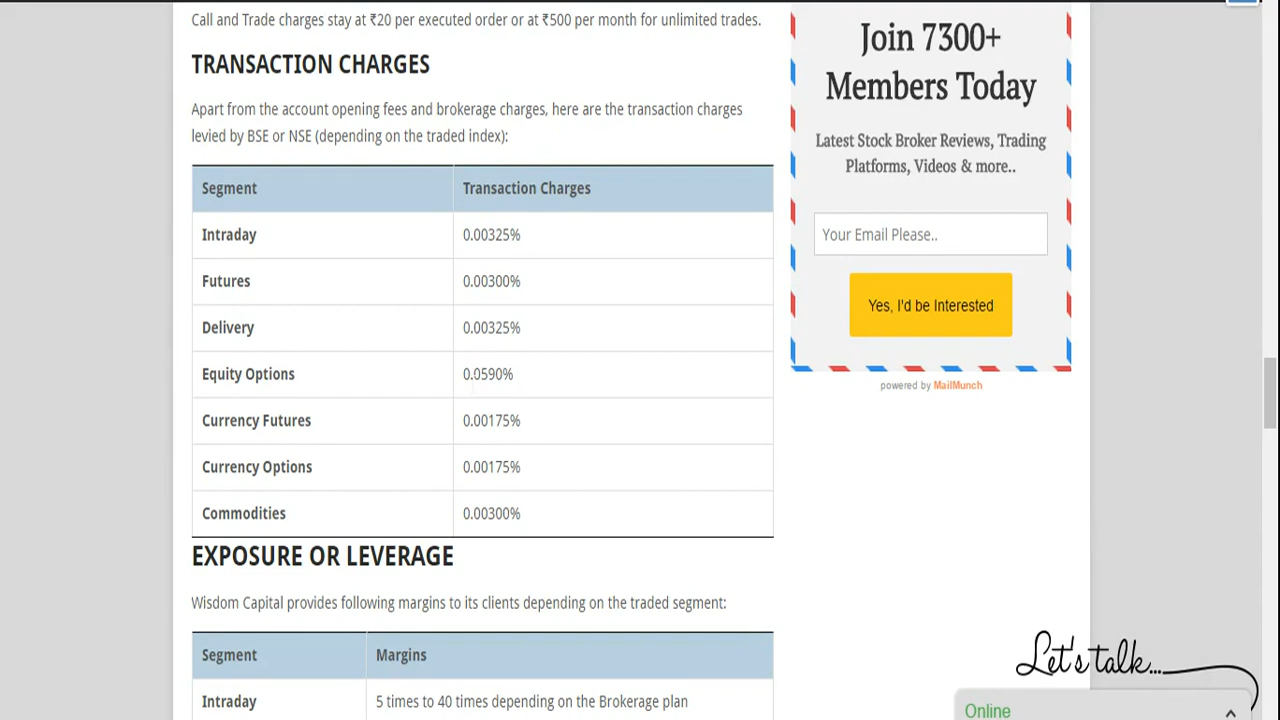 Call and Trade charges stay at ₹20 per executed order or at ₹500 per month for unlimited trades.
TRANSACTION CHARGES
Apart from the account opening fees and brokerage charges, here are the transaction charges
levied by BSE or NSE (depending on the traded index):
Segment Transaction Charges
Intraday 0.00325%
Futures 0.00300%
Delivery 0.00325%
Equity Options 0.0590%
Currency Futures 0.00175%
Currency Options 0.00175%
Commodities 0.00300%
EXPOSURE OR LEVERAGE
Wisdom Capital provides following margins to its clients depending on the traded segment:
Segment Margins
Intraday 5 times to 40 times depending on the Brokerage plan
Join 7300+
Members Today
Latest Stock Broker Reviews, Trading
Platforms, Videos & more..
Your Email Please..
Yes, I'd be Interested
powered by MailMunch
Let's talk...
Online